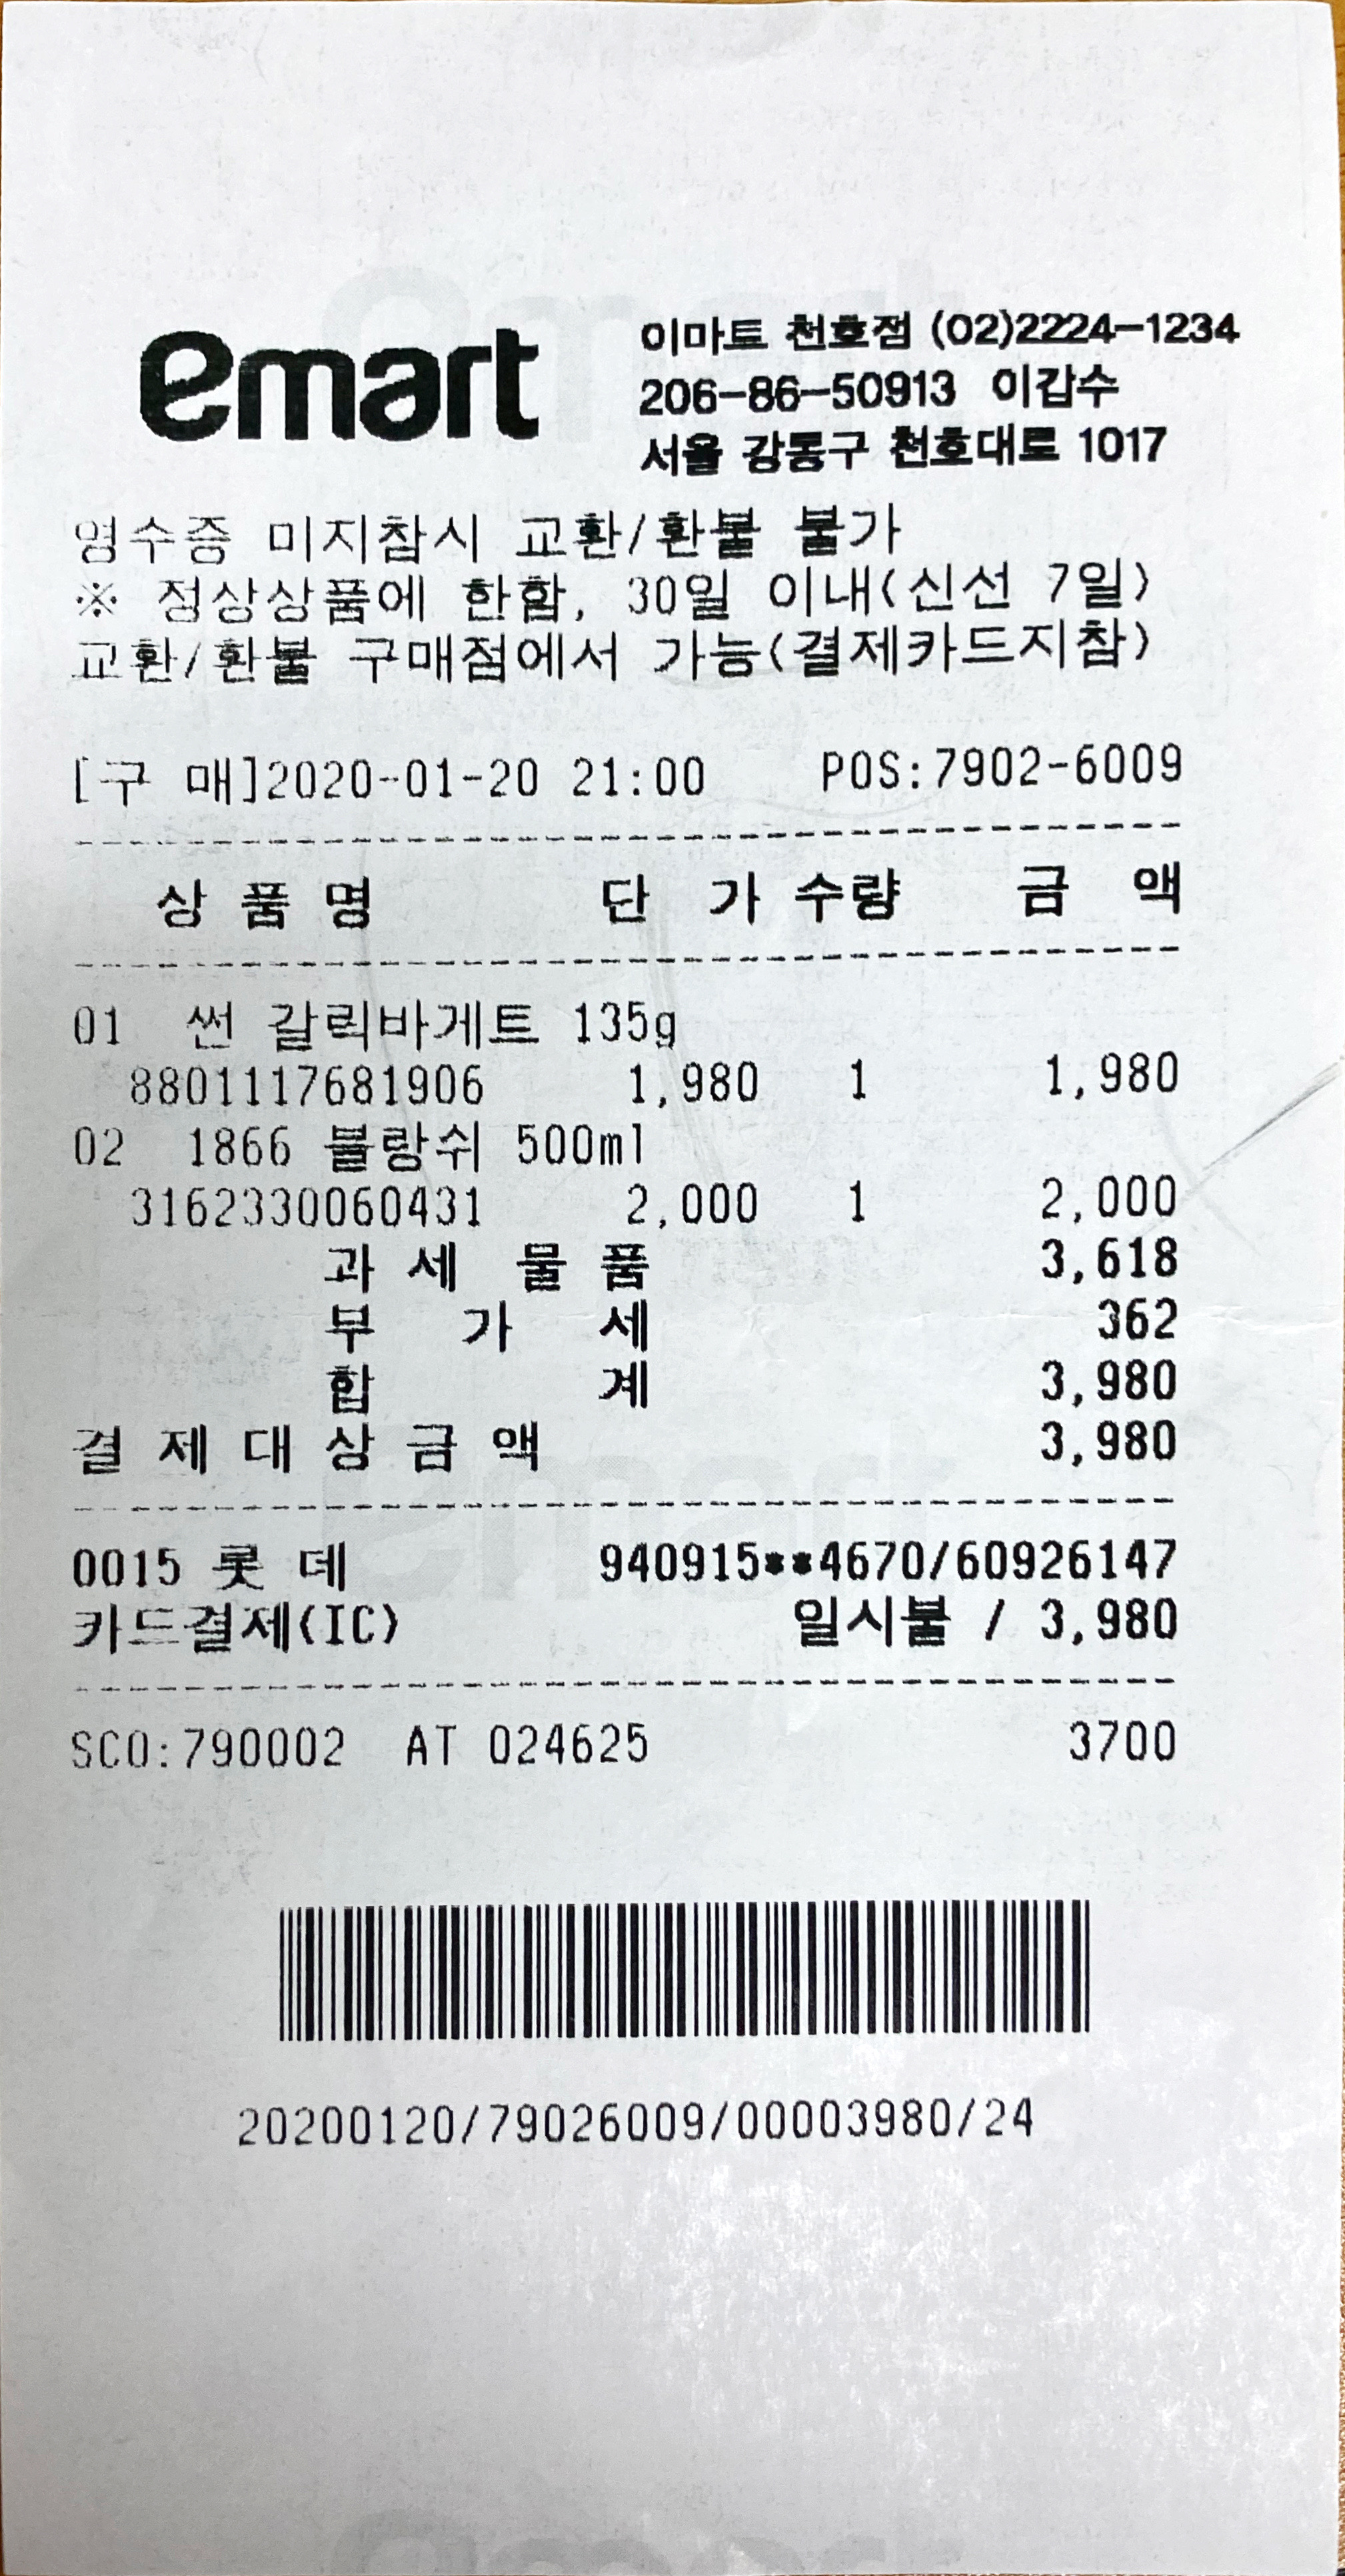 emart
이마트 천호점 (02)2224-1234
206-86-50913 이갑수
서울 강동구 천호대로 1017
영수증 미지참시 교환/환불 불가
※ 정상상품에 한함, 30일 이내(신선 7일)
교환/환불 구매점에서 가능(결제카드지참)
[구 매]2020-01-20 21:00 POS:7902-6009
상 품 명 단 가 수량 금 액
01 썬 갈릭바게트 135g
8801117681906 1,980 1 1,980
02 1866 블랑쉬 500ml
3162330060431 2,000 1 2,000
과 세 물 품 3,618
부 가 세 362
합 계 3,980
결 제 대 상 금 액 3,980
0015 롯 데 940915**4670/60926147
카드결제(IC) 일시불 / 3,980
SCO:790002 AT 024625 3700
20200120/79026009/00003980/24